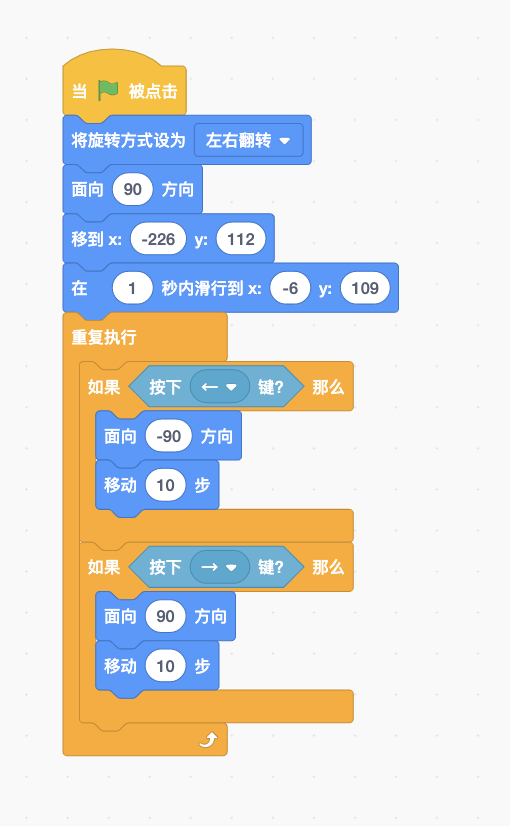 当 被点击
将旋转方式设为 左右翻转
面向 90 方向
移到 x: -226 y: 112
在 1 秒内滑行到 x: -6 y: 109
重复执行
如果 按下 ← 键? 那么
面向 -90 方向
移动 10 步
如果 按下 → 键? 那么
面向 90 方向
移动 10 步